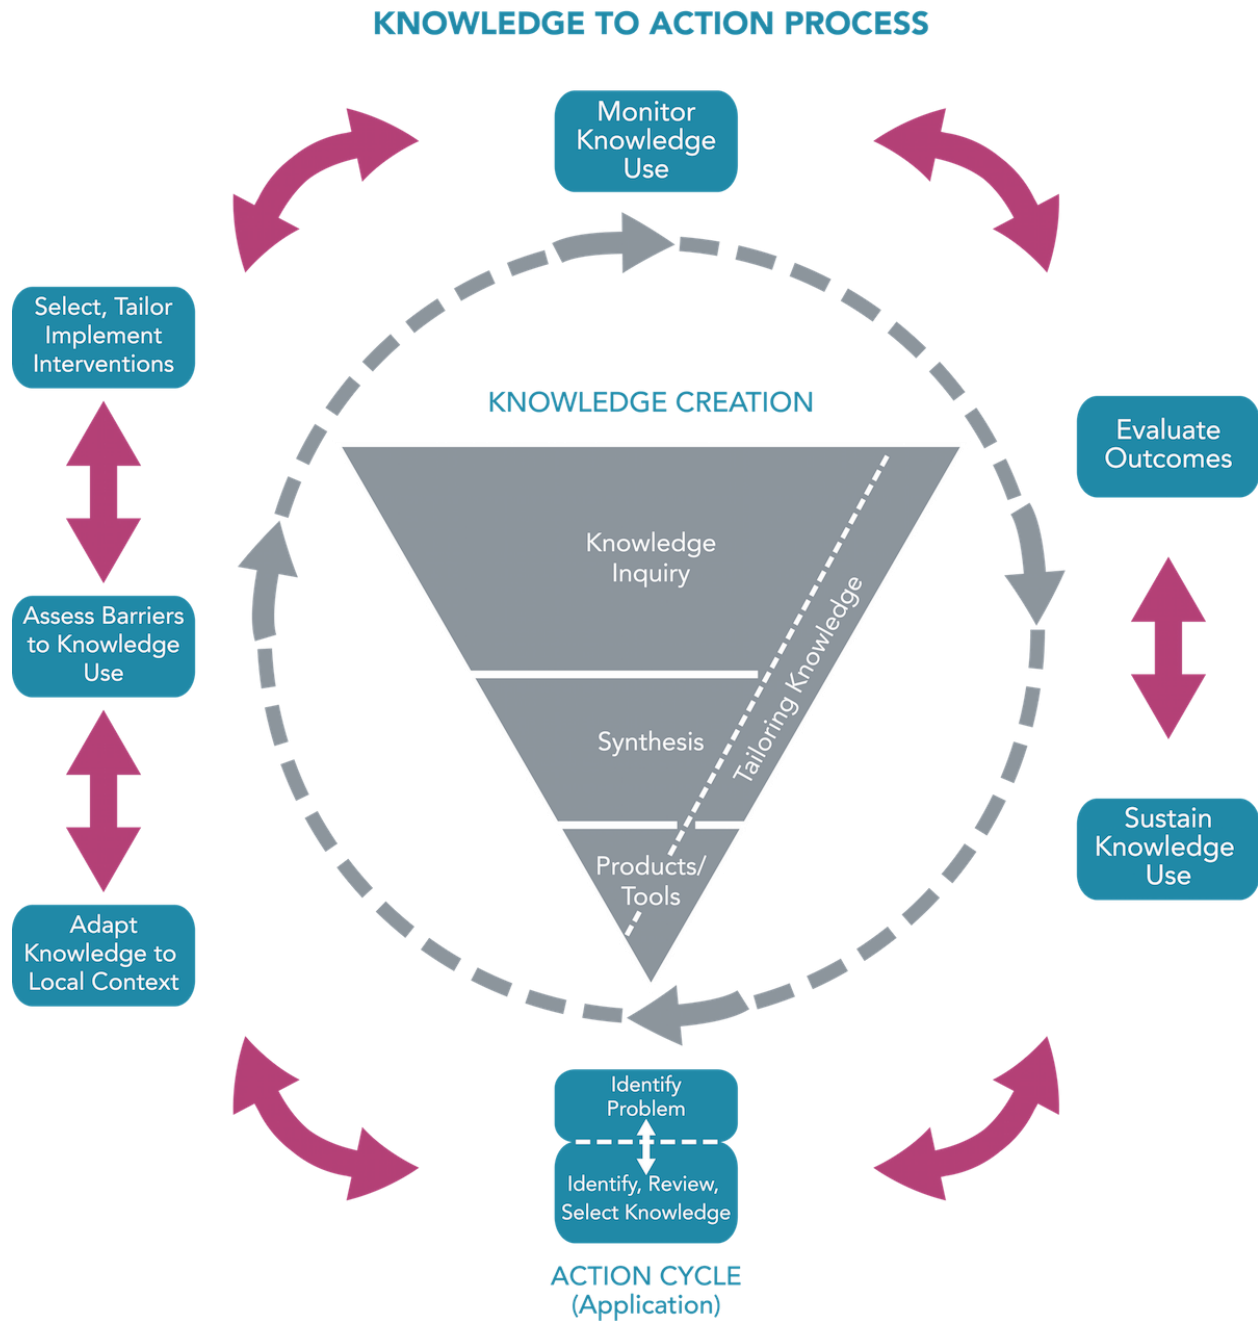 KNOWLEDGE TO ACTION PROCESS
Monitor
Knowledge
Use
Select, Tailor
Implement
Interventions
KNOWLEDGE CREATION
Evaluate
Outcomes
Knowledge
Inquiry
Tailoring Knowledge
Assess Barriers
to Knowledge
Use
Synthesis
Sustain
Knowledge
Use
Products/
Tools
Adapt
Knowledge to
Local Context
Identify
Problem
Identify, Review,
Select Knowledge
ACTION CYCLE
(Application)